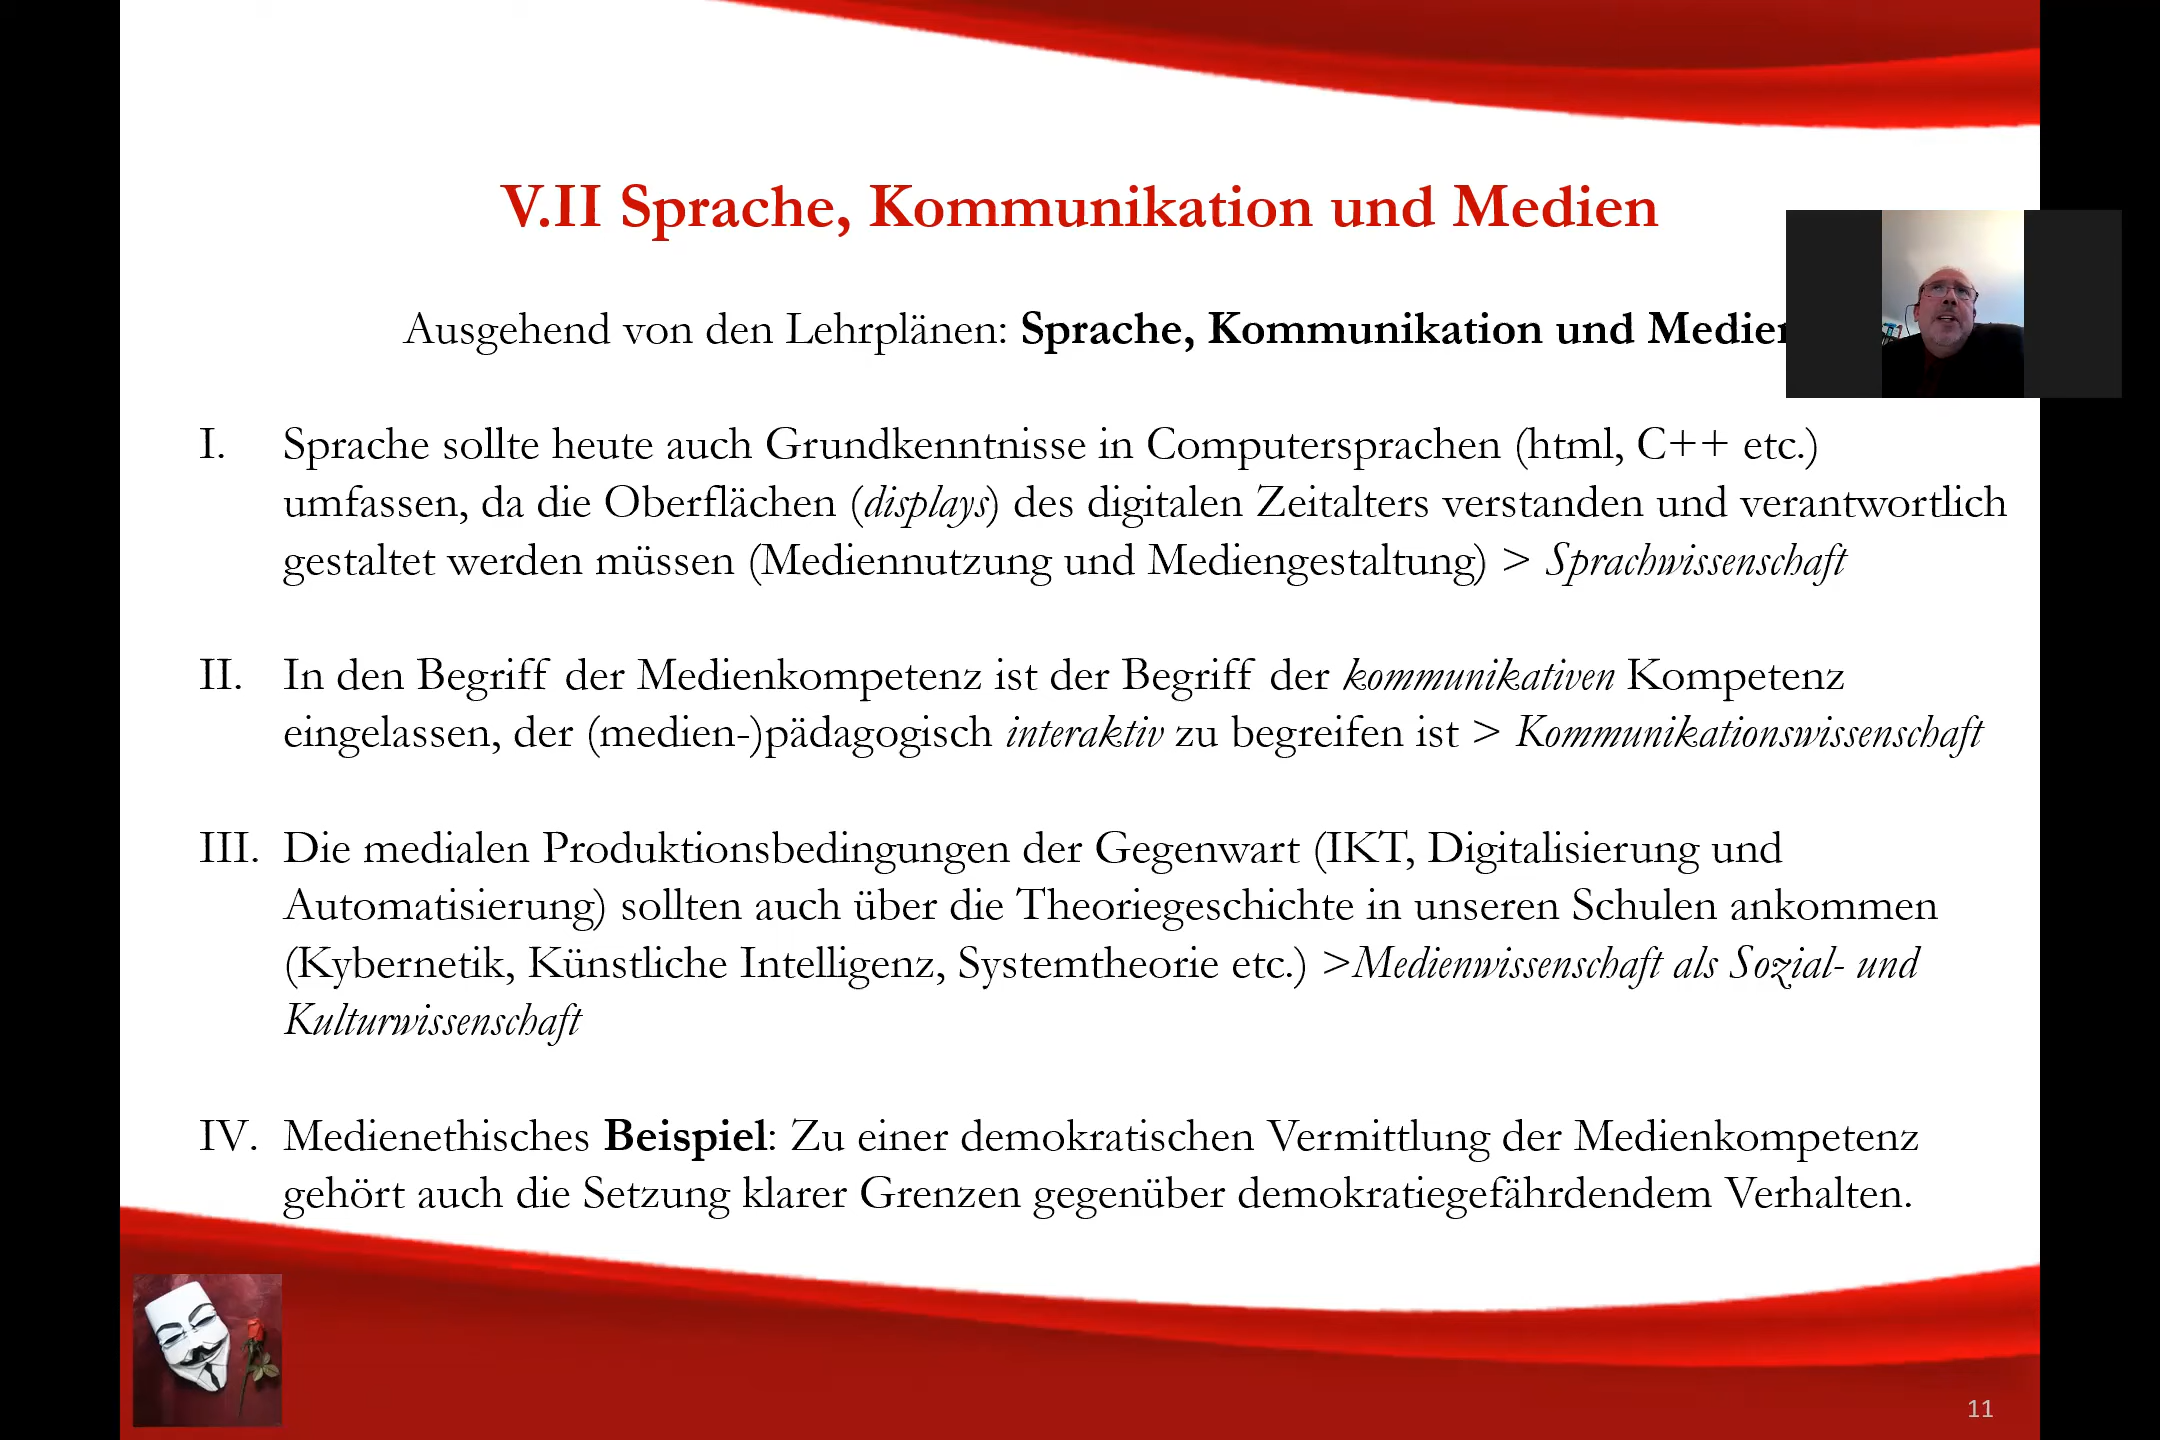 V.II Sprache, Kommunikation und Medien
Ausgehend von den Lehrplänen: Sprache, Kommunikation und Medien
I. Sprache sollte heute auch Grundkenntnisse in Computersprachen (html, C++ etc.)
umfassen, da die Oberflächen (displays) des digitalen Zeitalters verstanden und verantwortlich
gestaltet werden müssen (Mediennutzung und Mediengestaltung) > Sprachwissenschaft
II. In den Begriff der Medienkompetenz ist der Begriff der kommunikativen Kompetenz
eingelassen, der (medien-)pädagogisch interaktiv zu begreifen ist > Kommunikationswissenschaft
III. Die medialen Produktionsbedingungen der Gegenwart (IKT, Digitalisierung und
Automatisierung) sollten auch über die Theoriegeschichte in unseren Schulen ankommen
(Kybernetik, Künstliche Intelligenz, Systemtheorie etc.) >Medienwissenschaft als Sozial- und
Kulturwissenschaft
IV. Medienethisches Beispiel: Zu einer demokratischen Vermittlung der Medienkompetenz
gehört auch die Setzung klarer Grenzen gegenüber demokratiegefährdendem Verhalten.
11